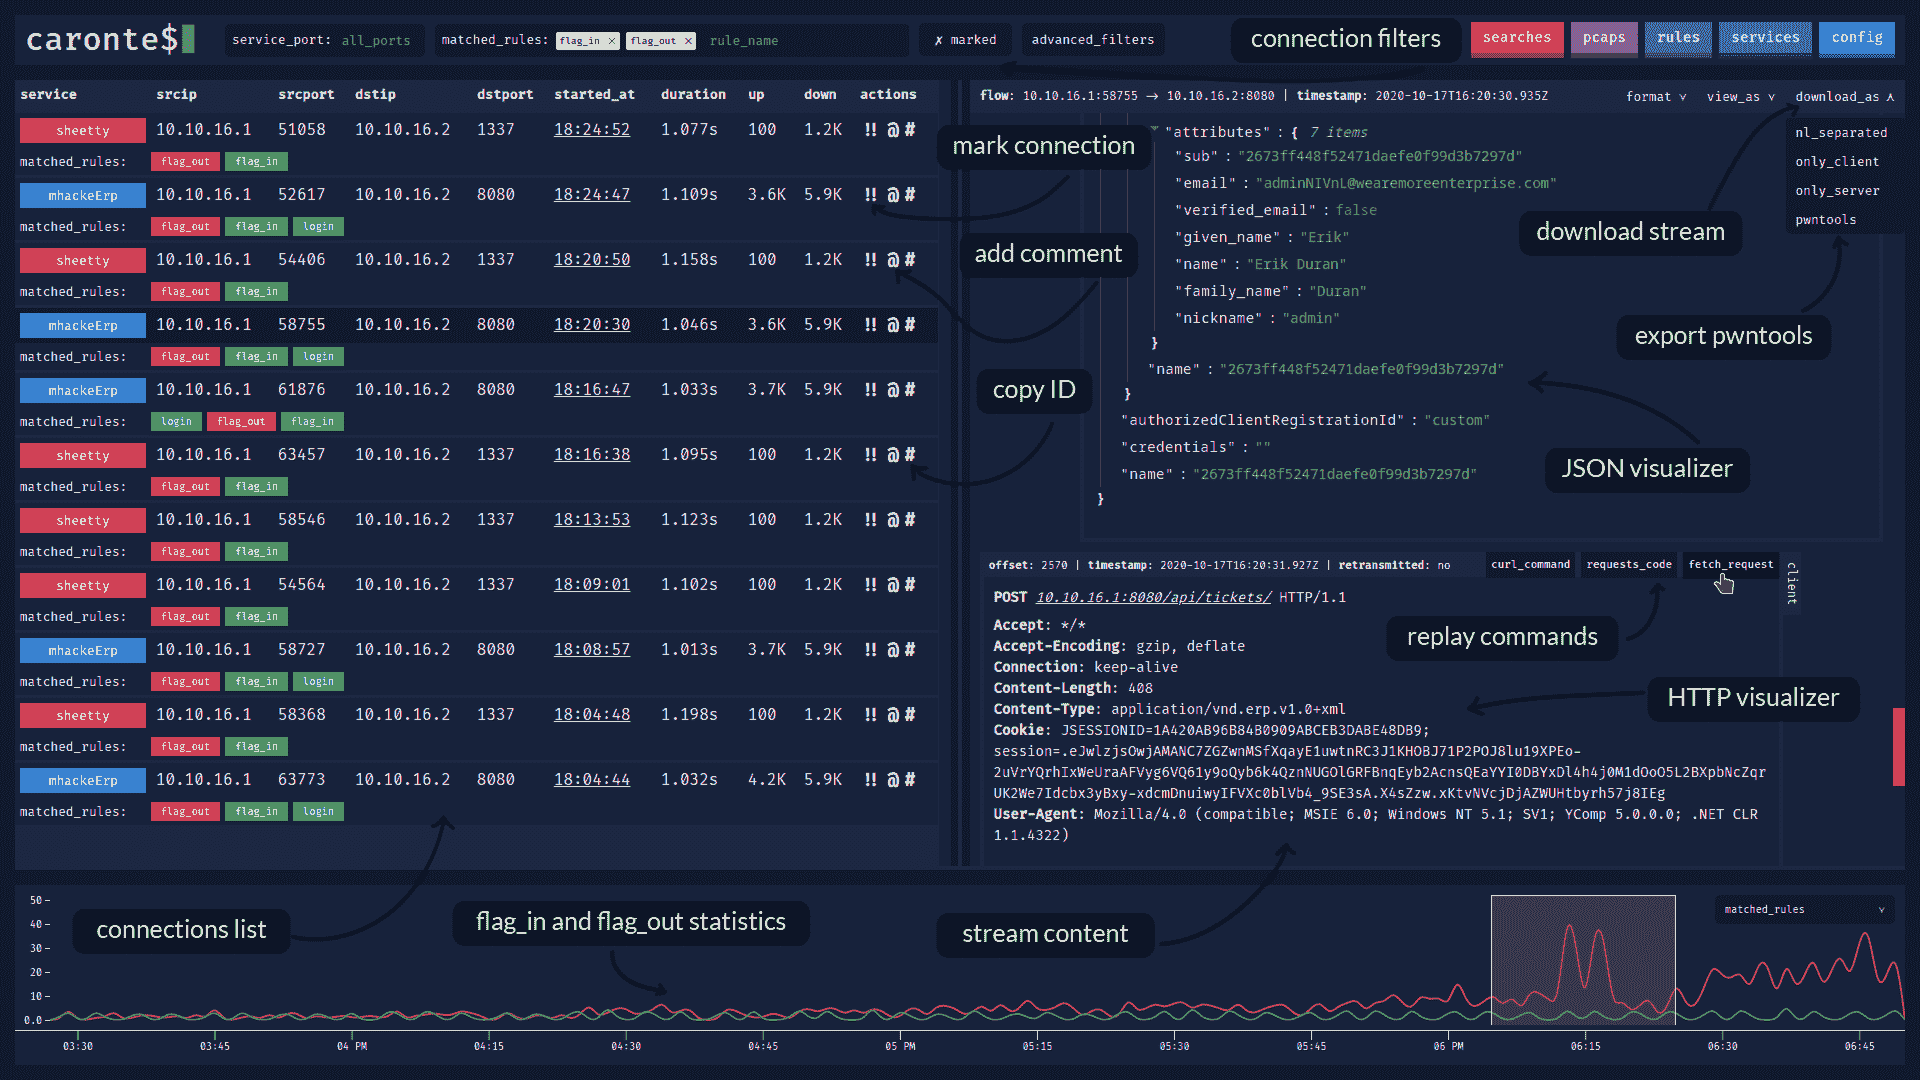 caronte$
service_port: all_ports
matched_rules: flag_in × flag_out × rule_name
✗ marked
advanced_filters
connection filters
searches
pcaps
rules
services
config
service srcip srcport dstip dstport started_at duration up down actions
sheetty 10.10.16.1 51058 10.10.16.2 1337 18:24:52 1.077s 100 1.2K !! @ #
matched_rules: flag_out flag_in
mhackeErp 10.10.16.1 52617 10.10.16.2 8080 18:24:47 1.109s 3.6K 5.9K !! @ #
matched_rules: flag_out flag_in login
sheetty 10.10.16.1 54406 10.10.16.2 1337 18:20:50 1.158s 100 1.2K !! @ #
matched_rules: flag_out flag_in
mhackeErp 10.10.16.1 58755 10.10.16.2 8080 18:20:30 1.046s 3.6K 5.9K !! @ #
matched_rules: flag_out flag_in login
mhackeErp 10.10.16.1 61876 10.10.16.2 8080 18:16:47 1.033s 3.7K 5.9K !! @ #
matched_rules: login flag_out flag_in
sheetty 10.10.16.1 63457 10.10.16.2 1337 18:16:38 1.095s 100 1.2K !! @ #
matched_rules: flag_out flag_in
sheetty 10.10.16.1 58546 10.10.16.2 1337 18:13:53 1.123s 100 1.2K !! @ #
matched_rules: flag_out flag_in
sheetty 10.10.16.1 54564 10.10.16.2 1337 18:09:01 1.102s 100 1.2K !! @ #
matched_rules: flag_out flag_in
mhackeErp 10.10.16.1 58727 10.10.16.2 8080 18:08:57 1.013s 3.7K 5.9K !! @ #
matched_rules: flag_out flag_in login
sheetty 10.10.16.1 58368 10.10.16.2 1337 18:04:48 1.198s 100 1.2K !! @ #
matched_rules: flag_out flag_in
mhackeErp 10.10.16.1 63773 10.10.16.2 8080 18:04:44 1.032s 4.2K 5.9K !! @ #
matched_rules: flag_out flag_in login
mark connection
add comment
copy ID
flow: 10.10.16.1:58755 → 10.10.16.2:8080 | timestamp: 2020-10-17T16:20:30.935Z
format
view_as
download_as
nl_separated
only_client
only_server
pwntools
download stream
export pwntools
JSON visualizer
"attributes" : { 7 items
"sub" : "2673ff448f52471daefe0f99d3b7297d"
"email" : "adminNIVnL@wearemoreenterprise.com"
"verified_email" : false
"given_name" : "Erik"
"name" : "Erik Duran"
"family_name" : "Duran"
"nickname" : "admin"
}
"name" : "2673ff448f52471daefe0f99d3b7297d"
}
"authorizedClientRegistrationId" : "custom"
"credentials" : ""
"name" : "2673ff448f52471daefe0f99d3b7297d"
}
offset: 2570 | timestamp: 2020-10-17T16:20:31.927Z | retransmitted: no
curl_command
requests_code
fetch_request
client
POST 10.10.16.1:8080/api/tickets/ HTTP/1.1
Accept: */*
Accept-Encoding: gzip, deflate
Connection: keep-alive
Content-Length: 408
Content-Type: application/vnd.erp.v1.0+xml
Cookie: JSESSIONID=1A420AB96B84B0909ABCEB3DABE48DB9;
session=.eJwlzjsOwjAMANC7ZGZwnMSfXqayE1uwtnRC3J1KHOBJ71P2POJ8lu19XPEo-
2uVrYQrhIxWeUraAFVyg6VQ61y9oQyb6k4QznNUGOlGRFBnqEyb2AcnsQEaYYI0DBYxDl4h4j0M1dOoO5L2BXpbNcZqr
UK2We7Idcbx3yBxy-xdcmDnuiwyIFVXc0blVb4_9SE3sA.X4sZzw.xKtvNVcjDjAZWUHtbyrh57j8IEg
User-Agent: Mozilla/4.0 (compatible; MSIE 6.0; Windows NT 5.1; SV1; YComp 5.0.0.0; .NET CLR
1.1.4322)
replay commands
HTTP visualizer
connections list
flag_in and flag_out statistics
stream content
matched_rules
50
40
30
20
10
0.0
03:30 03:45 04 PM 04:15 04:30 04:45 05 PM 05:15 05:30 05:45 06 PM 06:15 06:30 06:45